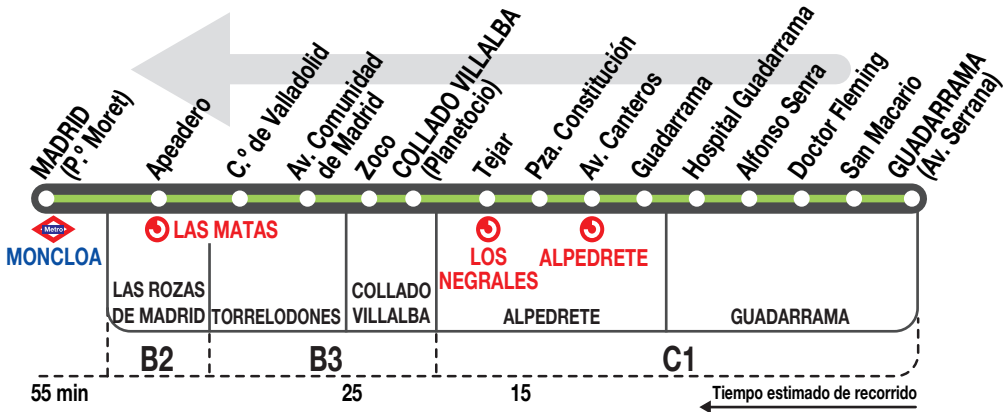 MADRID
(P.º Moret)
Apeadero
C.º de Valladolid
Av. Comunidad
de Madrid
Zoco
COLLADO VILLALBA
(Planetocio)
Tejar
Pza. Constitución
Av. Canteros
Guadarrama
Hospital Guadarrama
Alfonso Senra
Doctor Fleming
San Macario
GUADARRAMA
(Av. Serrana)
Metro
MONCLOA
LAS MATAS
LOS
NEGRALES
ALPEDRETE
LAS ROZAS
DE MADRID
TORRELODONES
COLLADO
VILLALBA
ALPEDRETE
GUADARRAMA
B2
B3
C1
55 min
25
15
Tiempo estimado de recorrido